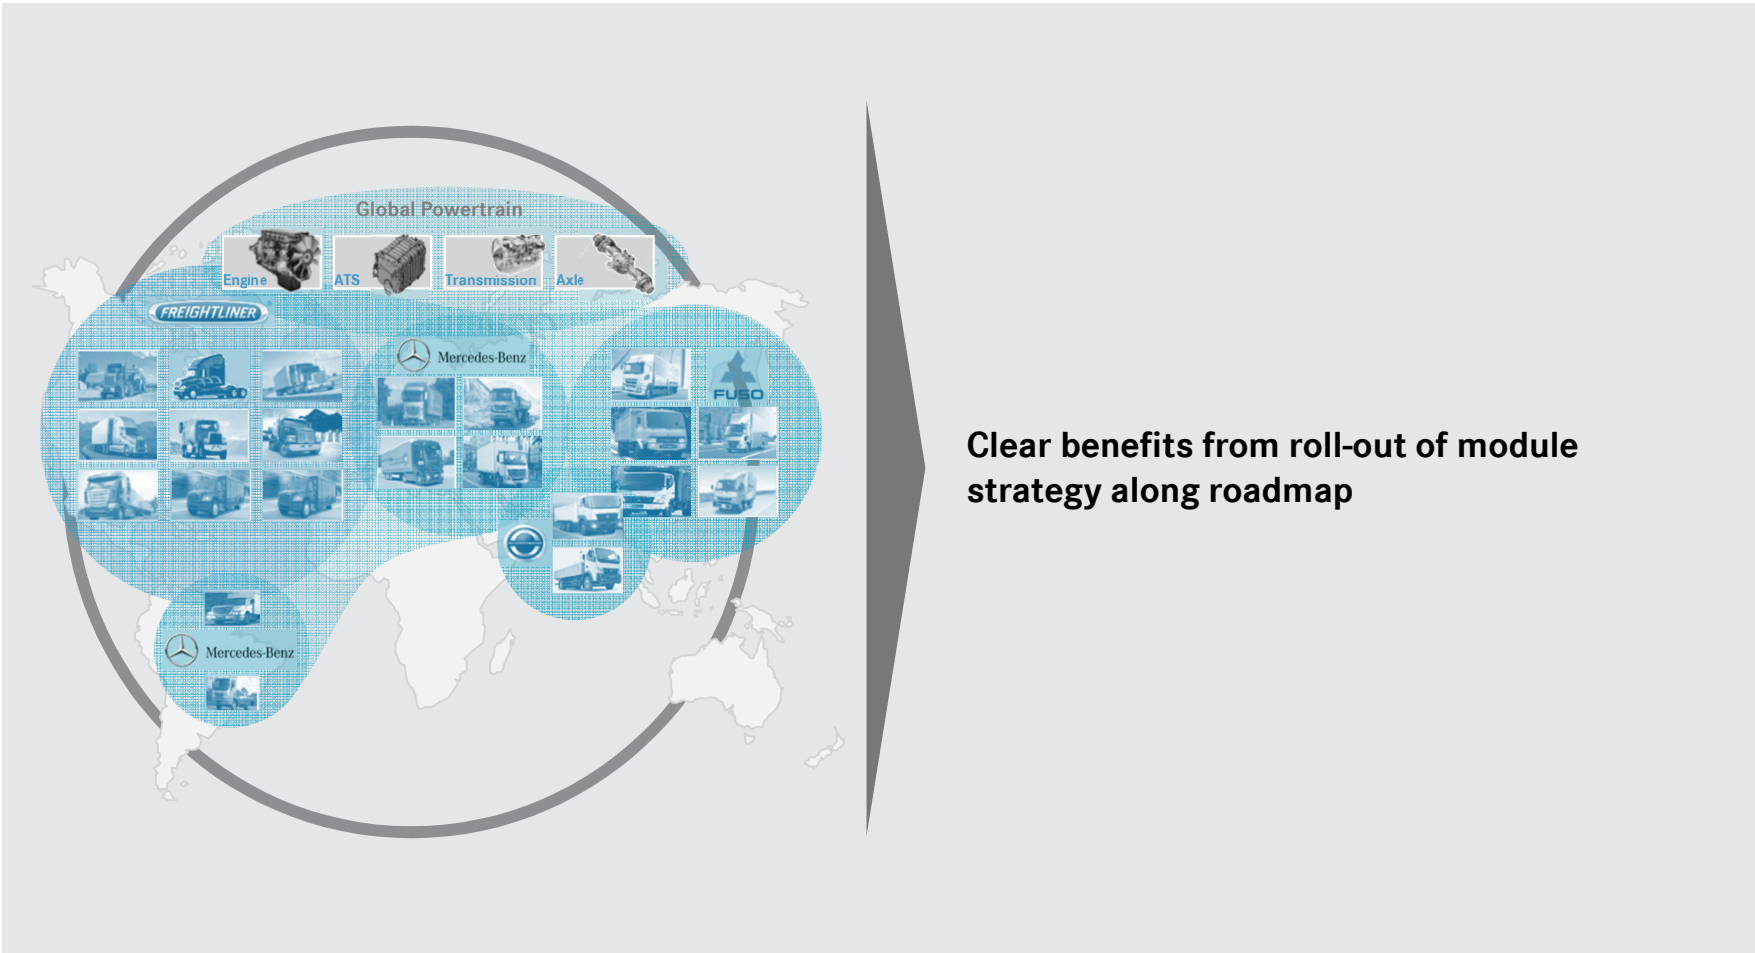 Global Powertrain
Engine
ATS
Transmission
Axle
FREIGHTLINER
Mercedes-Benz
FUSO
Mercedes-Benz
Clear benefits from roll-out of module
strategy along roadmap